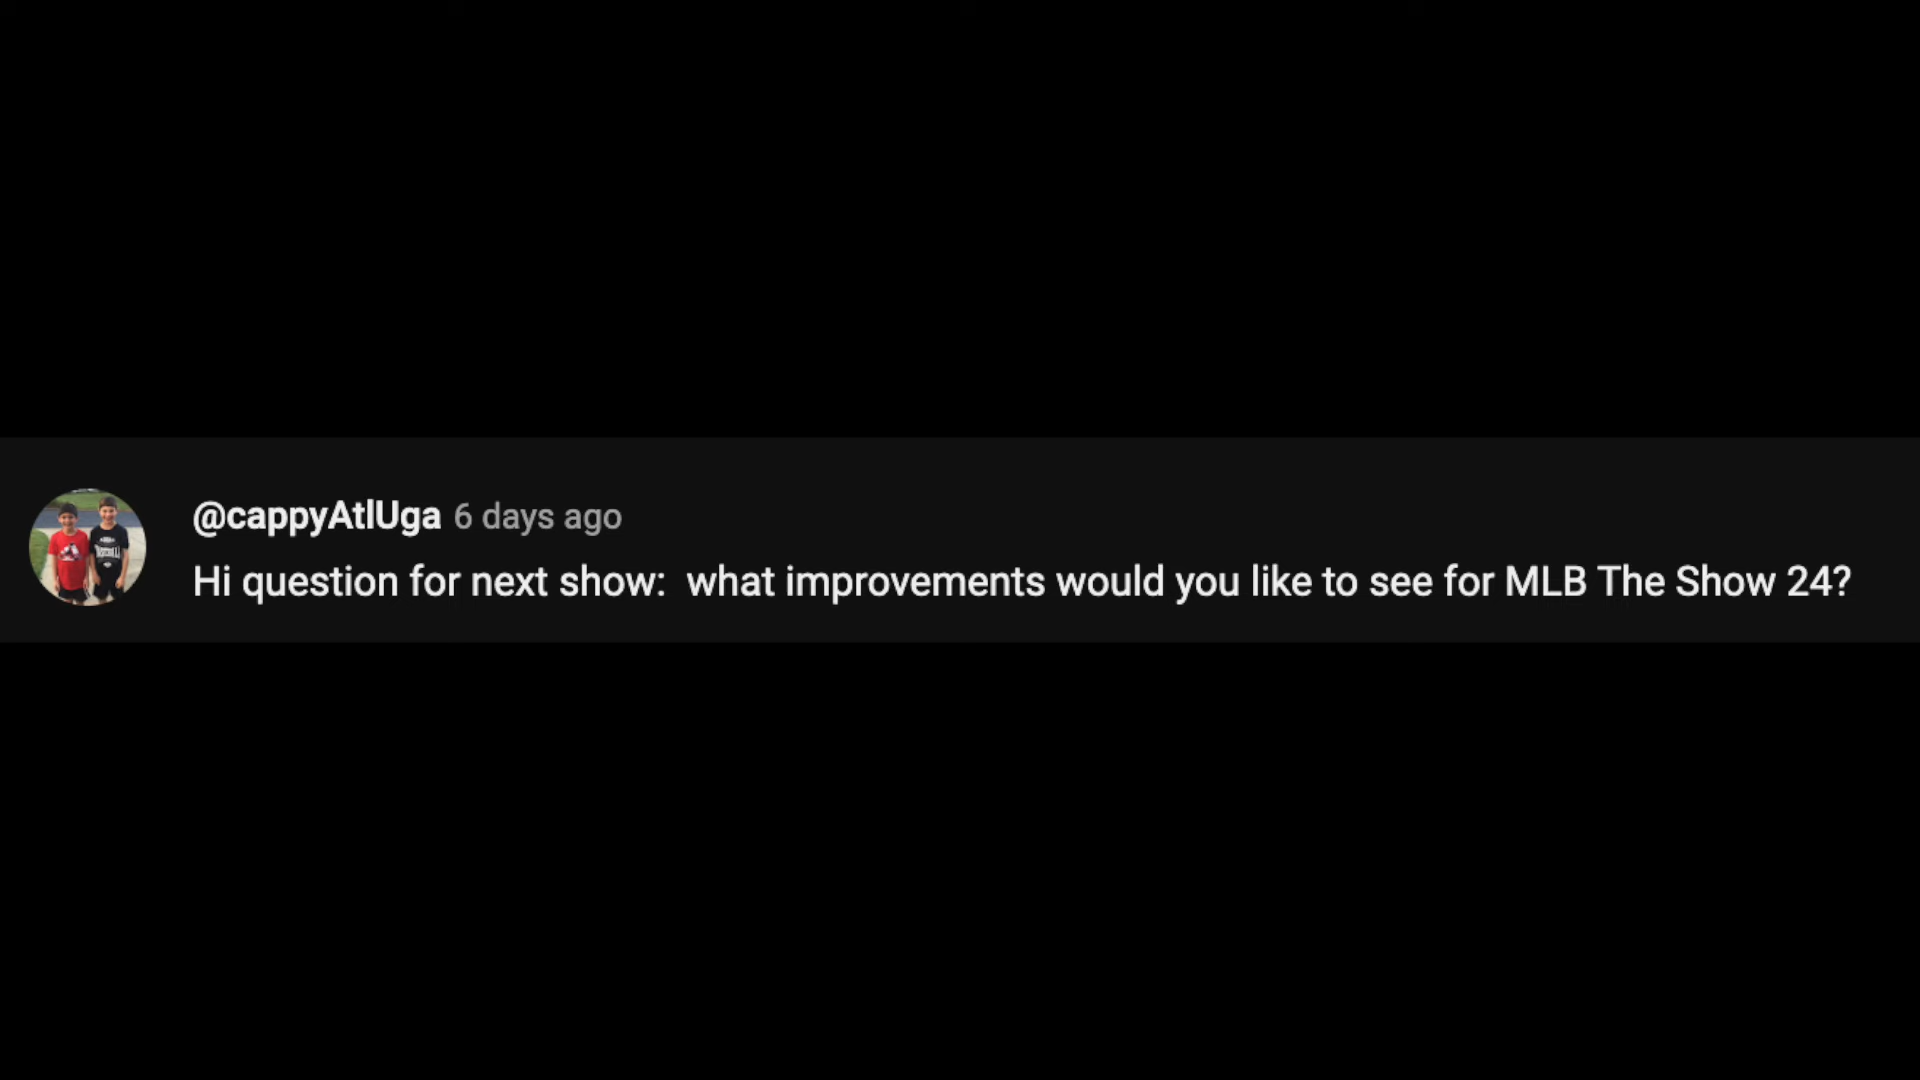 @cappyAtlUga 6 days ago
Hi question for next show:  what improvements would you like to see for MLB The Show 24?